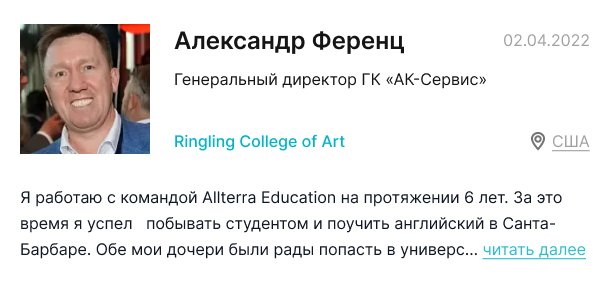 Александр Ференц
02.04.2022
Генеральный директор ГК «АК-Сервис»
Ringling College of Art
США
Я работаю с командой Allterra Education на протяжении 6 лет. За это
время я успел побывать студентом и поучить английский в Санта-
Барбаре. Обе мои дочери были рады попасть в универс... читать далее